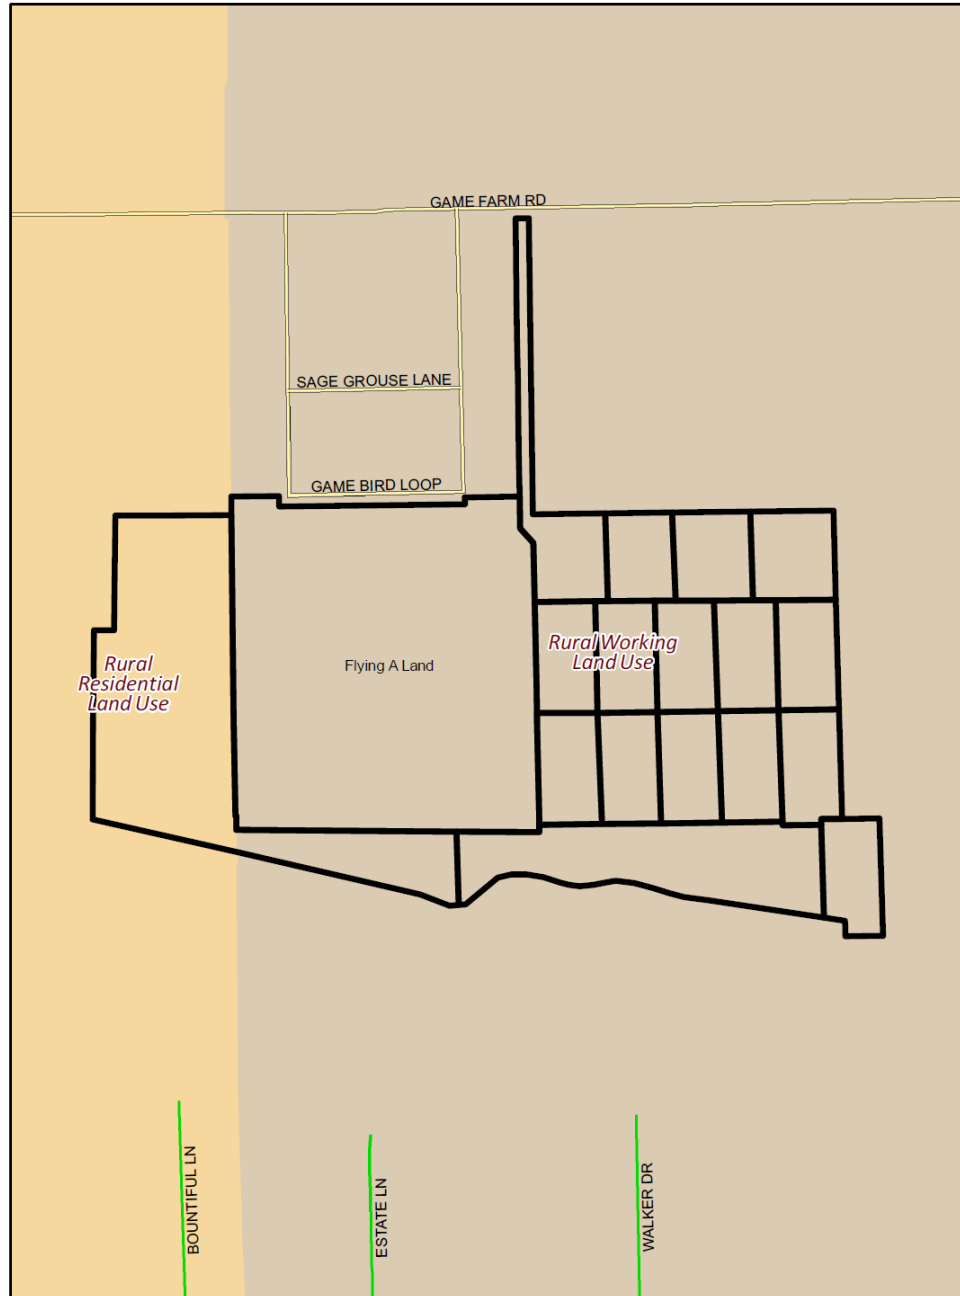 GAME FARM RD
SAGE GROUSE LANE
GAME BIRD LOOP
Rural
Residential
Land Use
Flying A Land
Rural Working
Land Use
BOUNTIFUL LN
ESTATE LN
WALKER DR